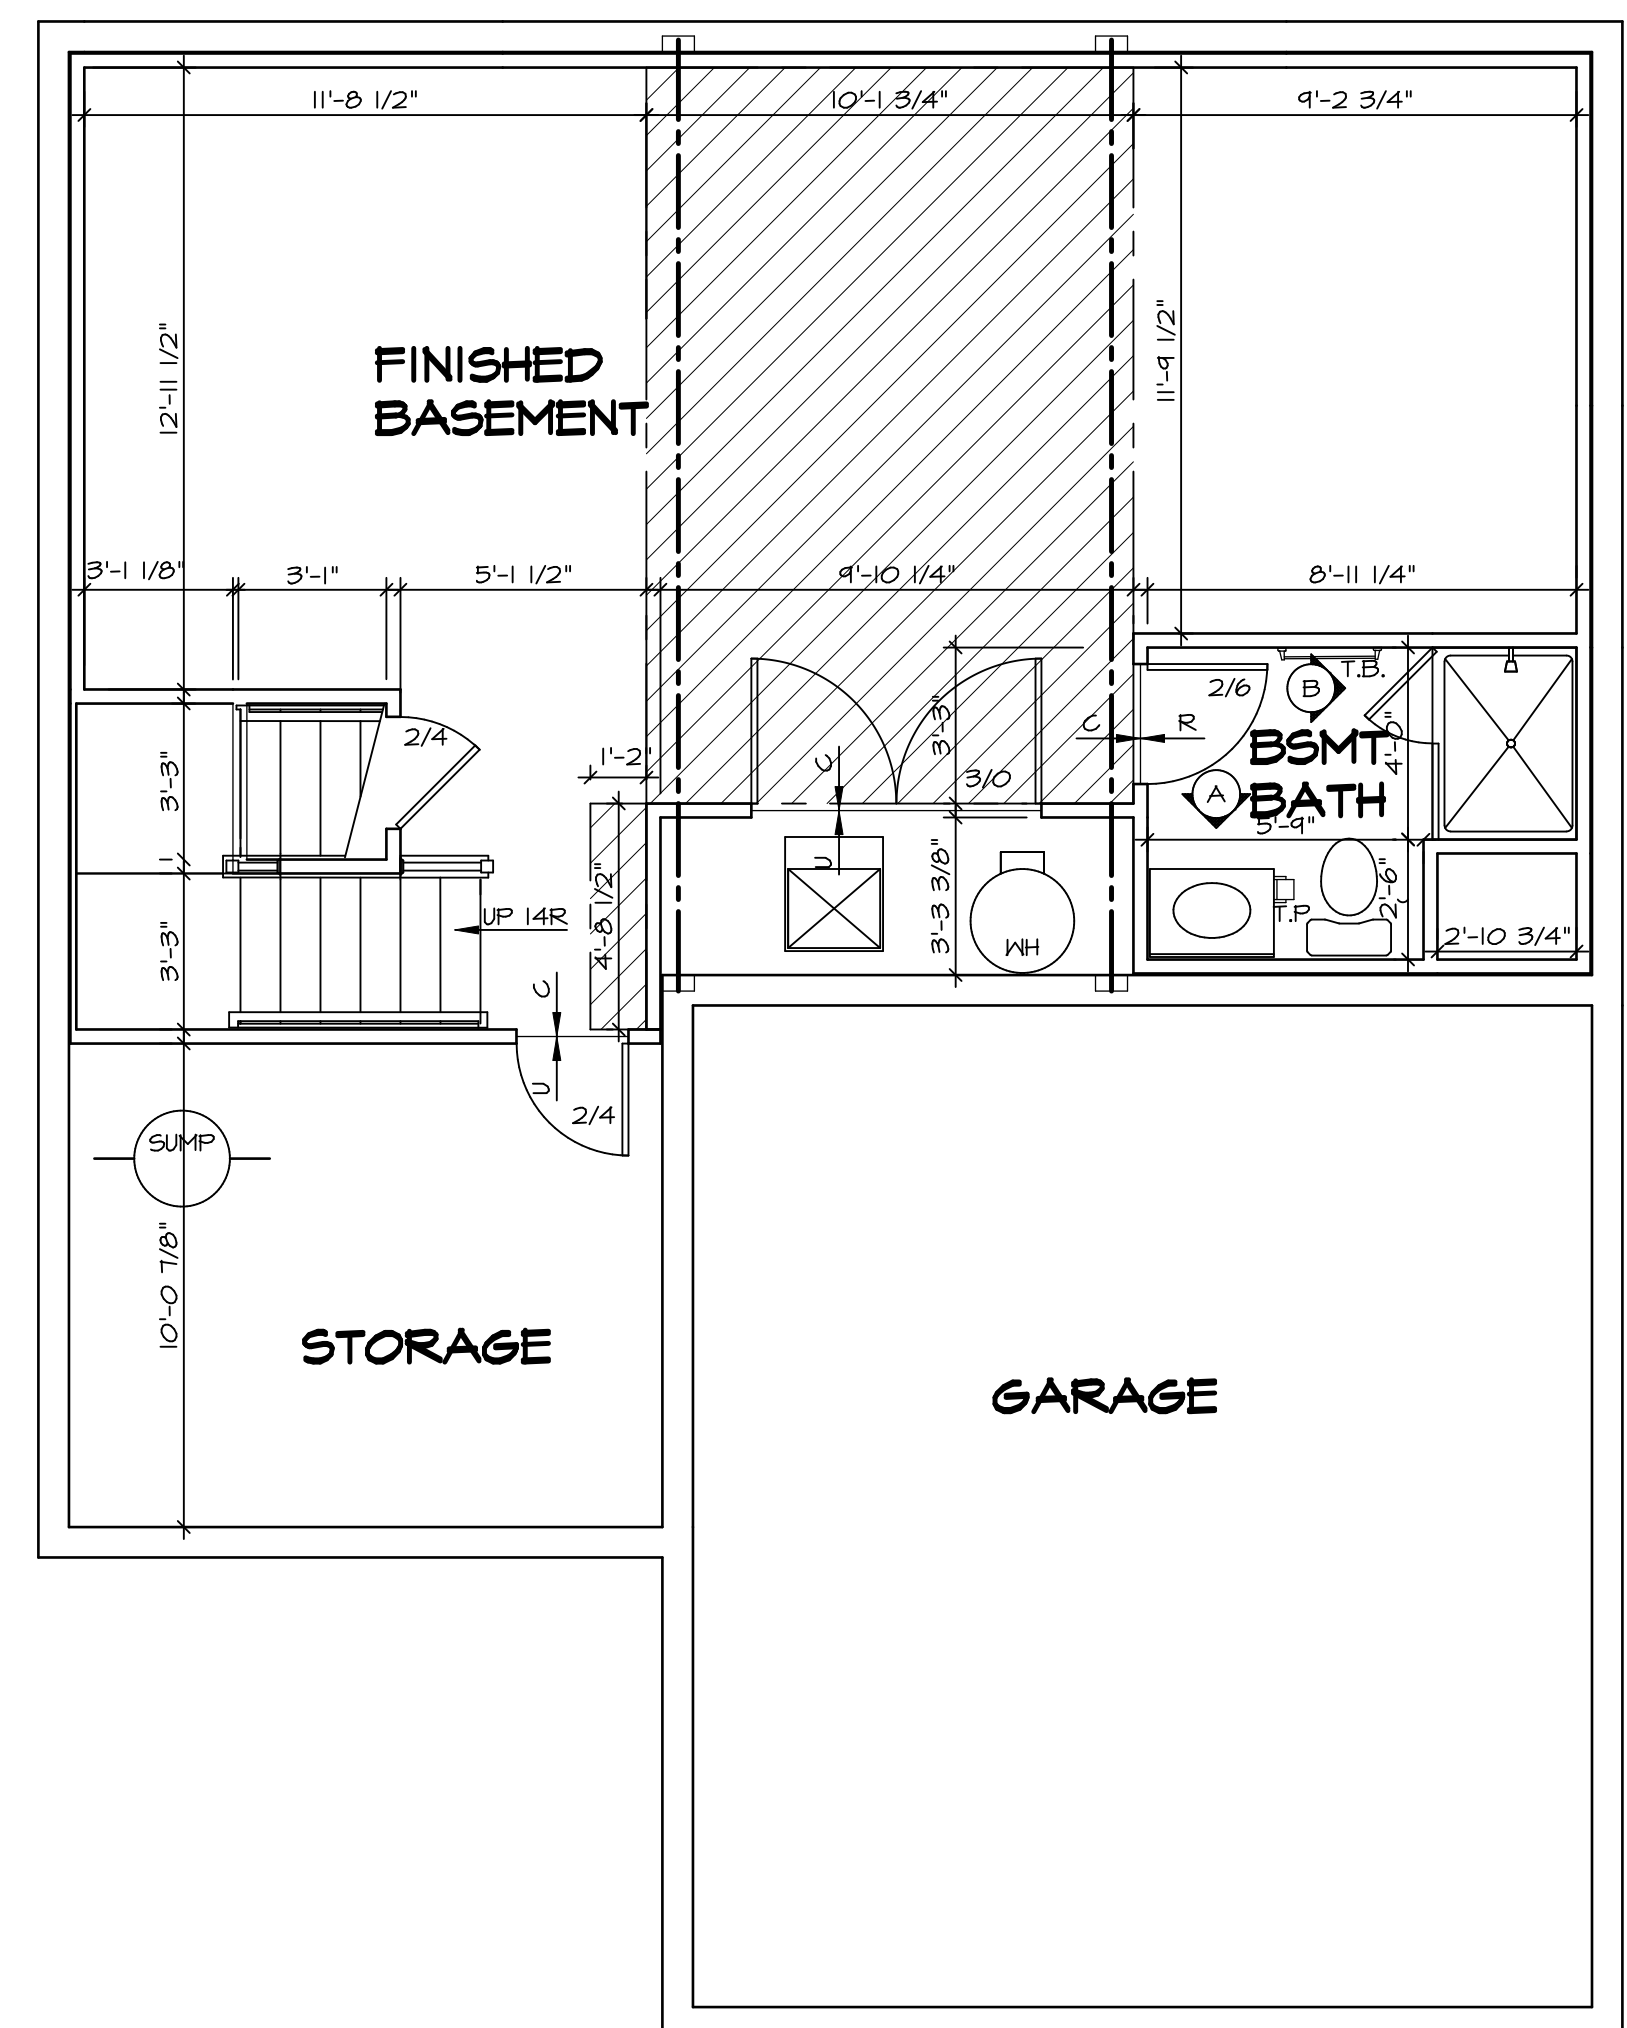 11'-8 1/2"
10'-1 3/4"
9'-2 3/4"
12'-11 1/2"
11'-9 1/2"
FINISHED
BASEMENT
3'-1 1/8"
3'-1"
5'-1 1/2"
9'-10 1/4"
8'-11 1/4"
2/4
3'-3"
1'-2"
C
U
3'-3"
3/0
C
R
2/6
B
T.B.
BSMT
BATH
4'-0"
A
5'-9"
1
3'-3"
UP 14R
4'-8 1/2"
3'-3 3/8"
WH
T.P
2'-6"
2'-10 3/4"
C
U
2/4
SUMP
10'-0 7/8"
STORAGE
GARAGE